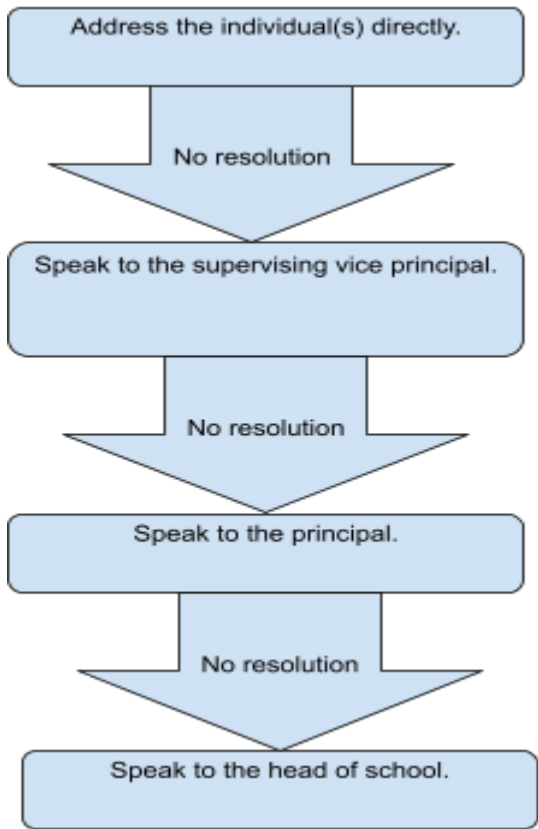 Address the individual(s) directly.
No resolution
Speak to the supervising vice principal.
No resolution
Speak to the principal.
No resolution
Speak to the head of school.